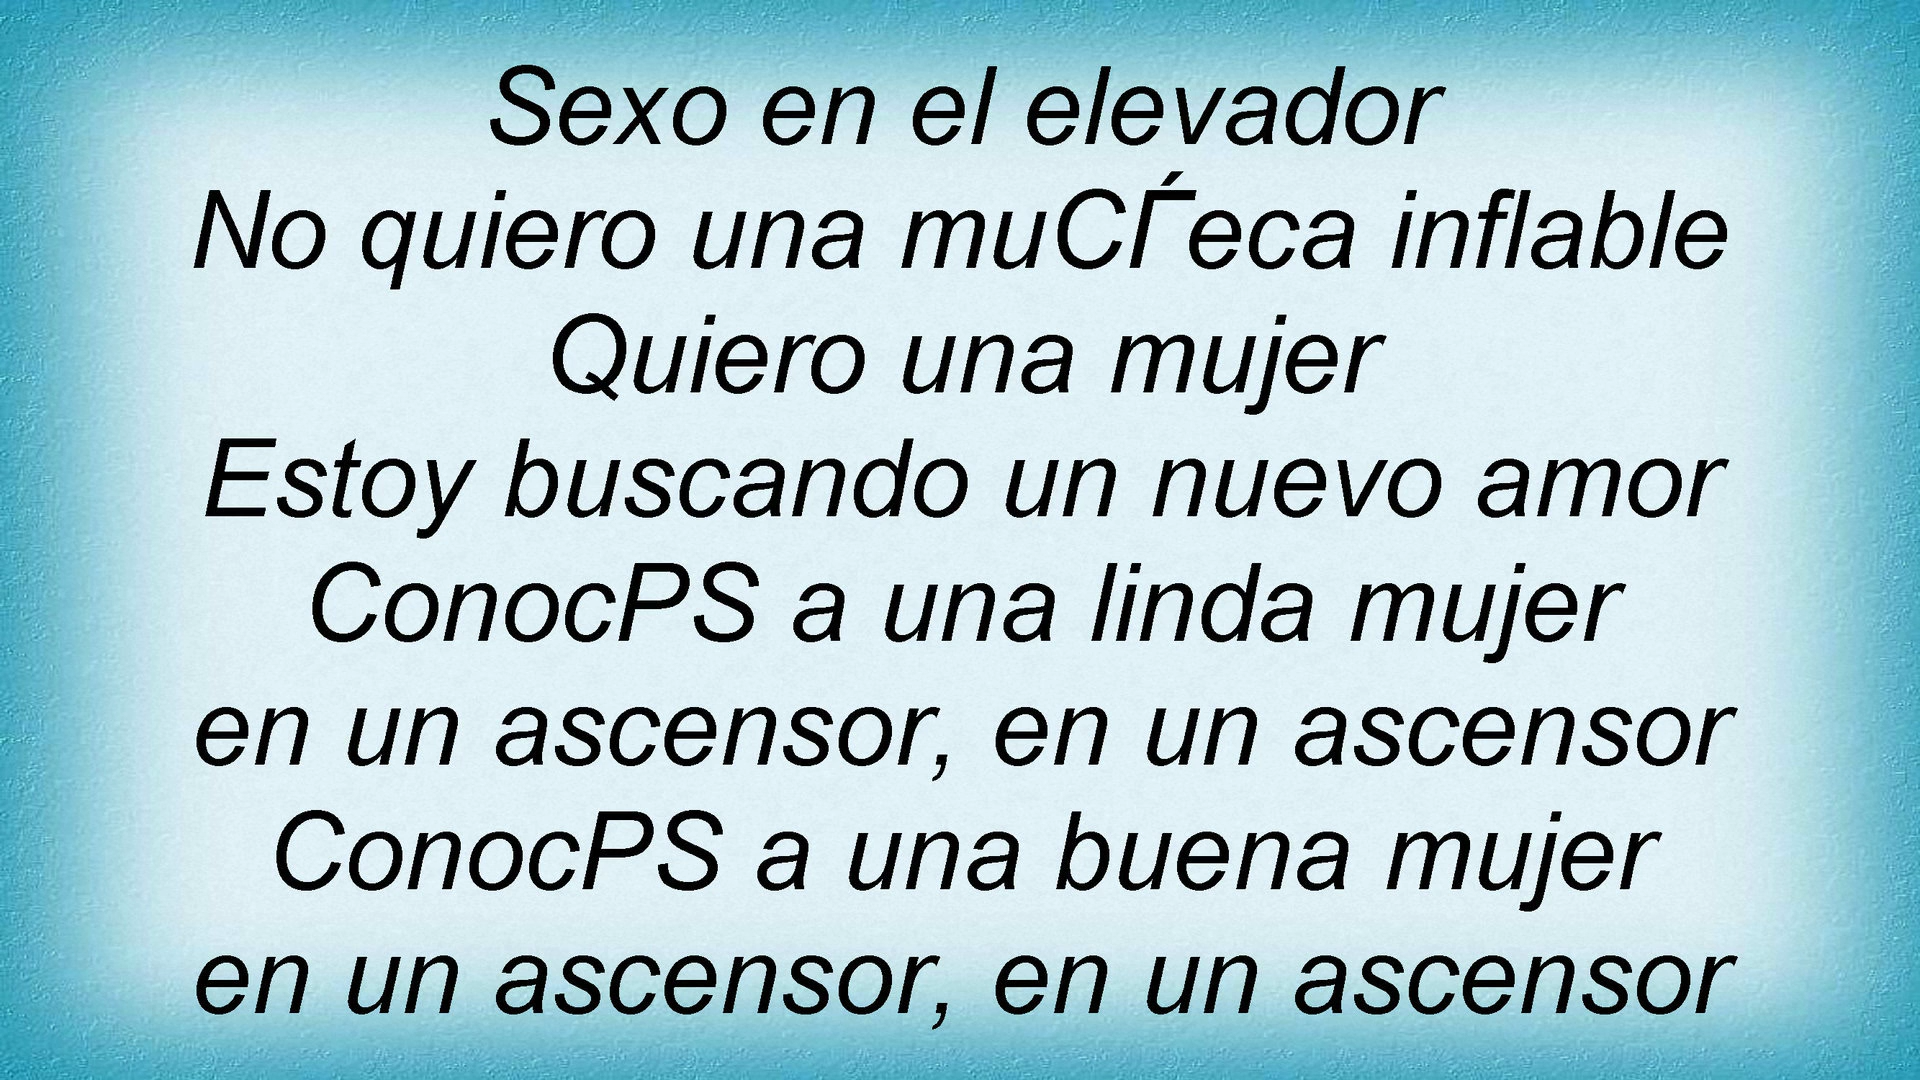 Sexo en el elevador
No quiero una muCЃeca inflable
Quiero una mujer
Estoy buscando un nuevo amor
ConocPS a una linda mujer
en un ascensor, en un ascensor
ConocPS a una buena mujer
en un ascensor, en un ascensor